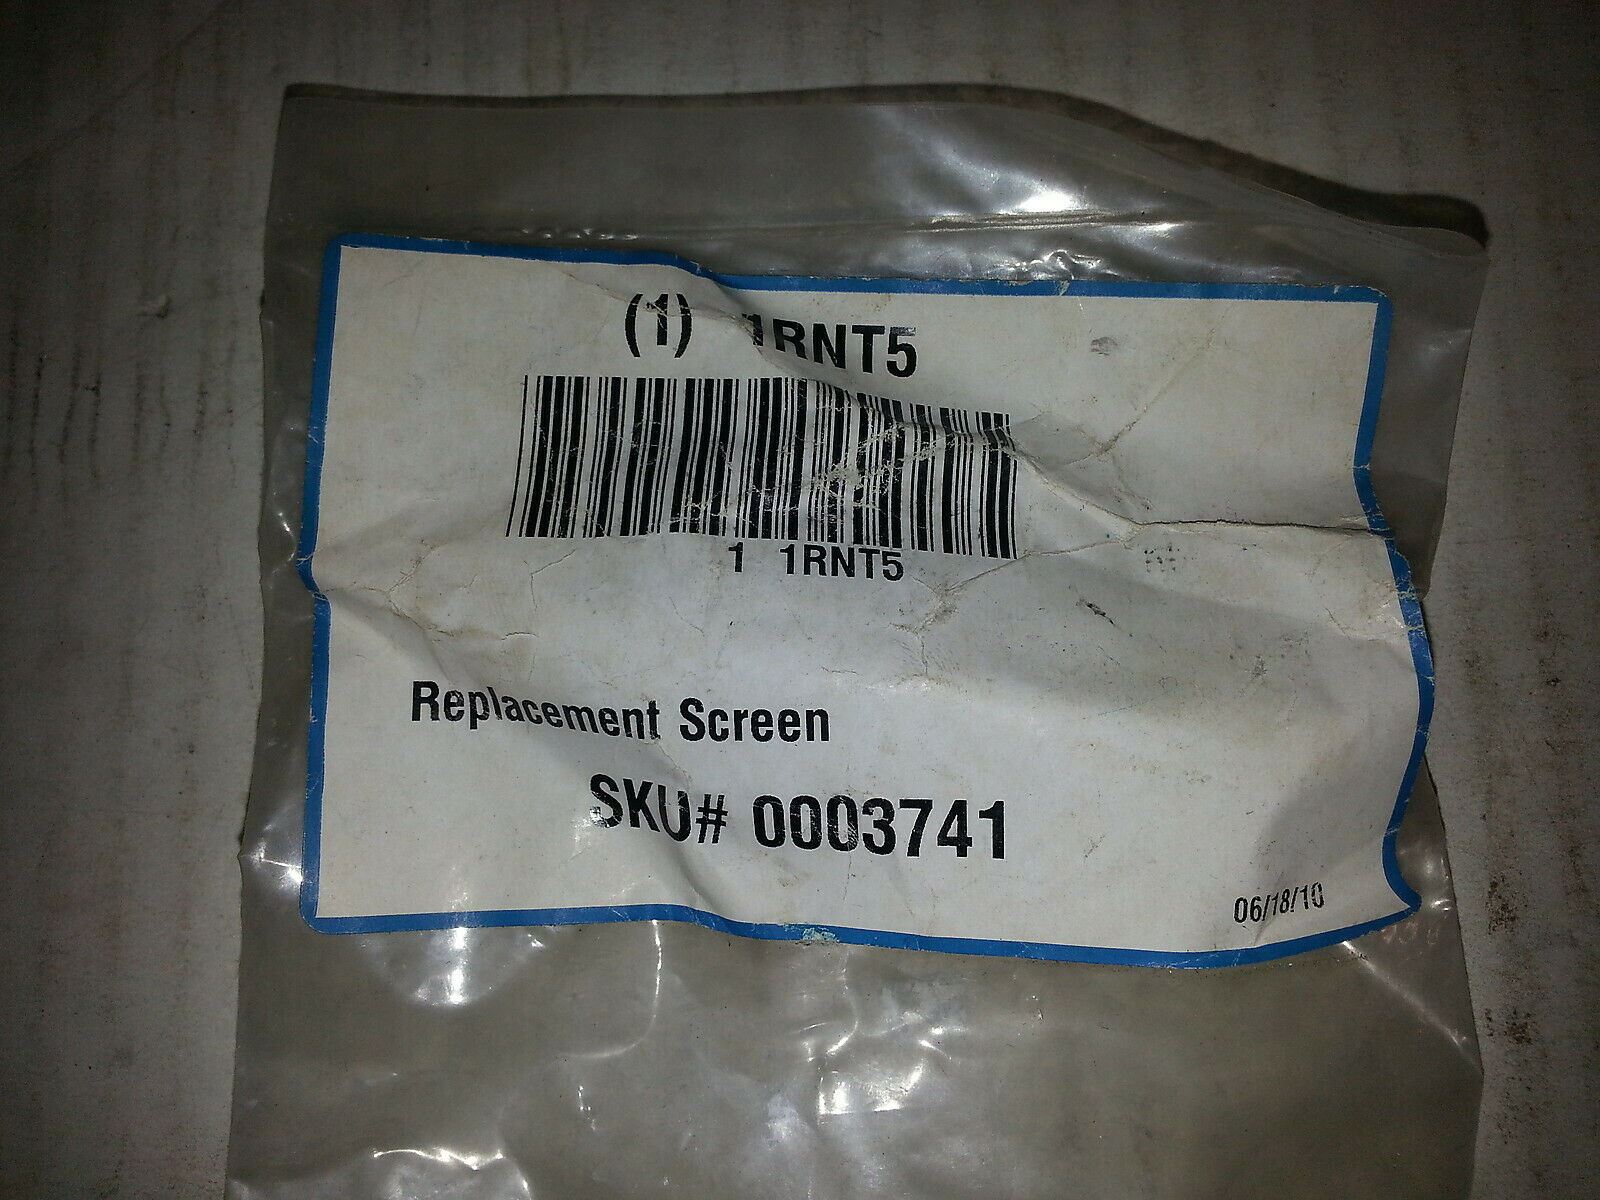 (1) 1RNT5
1 1RNT5
Replacement Screen
SKU# 0003741
06/18/10